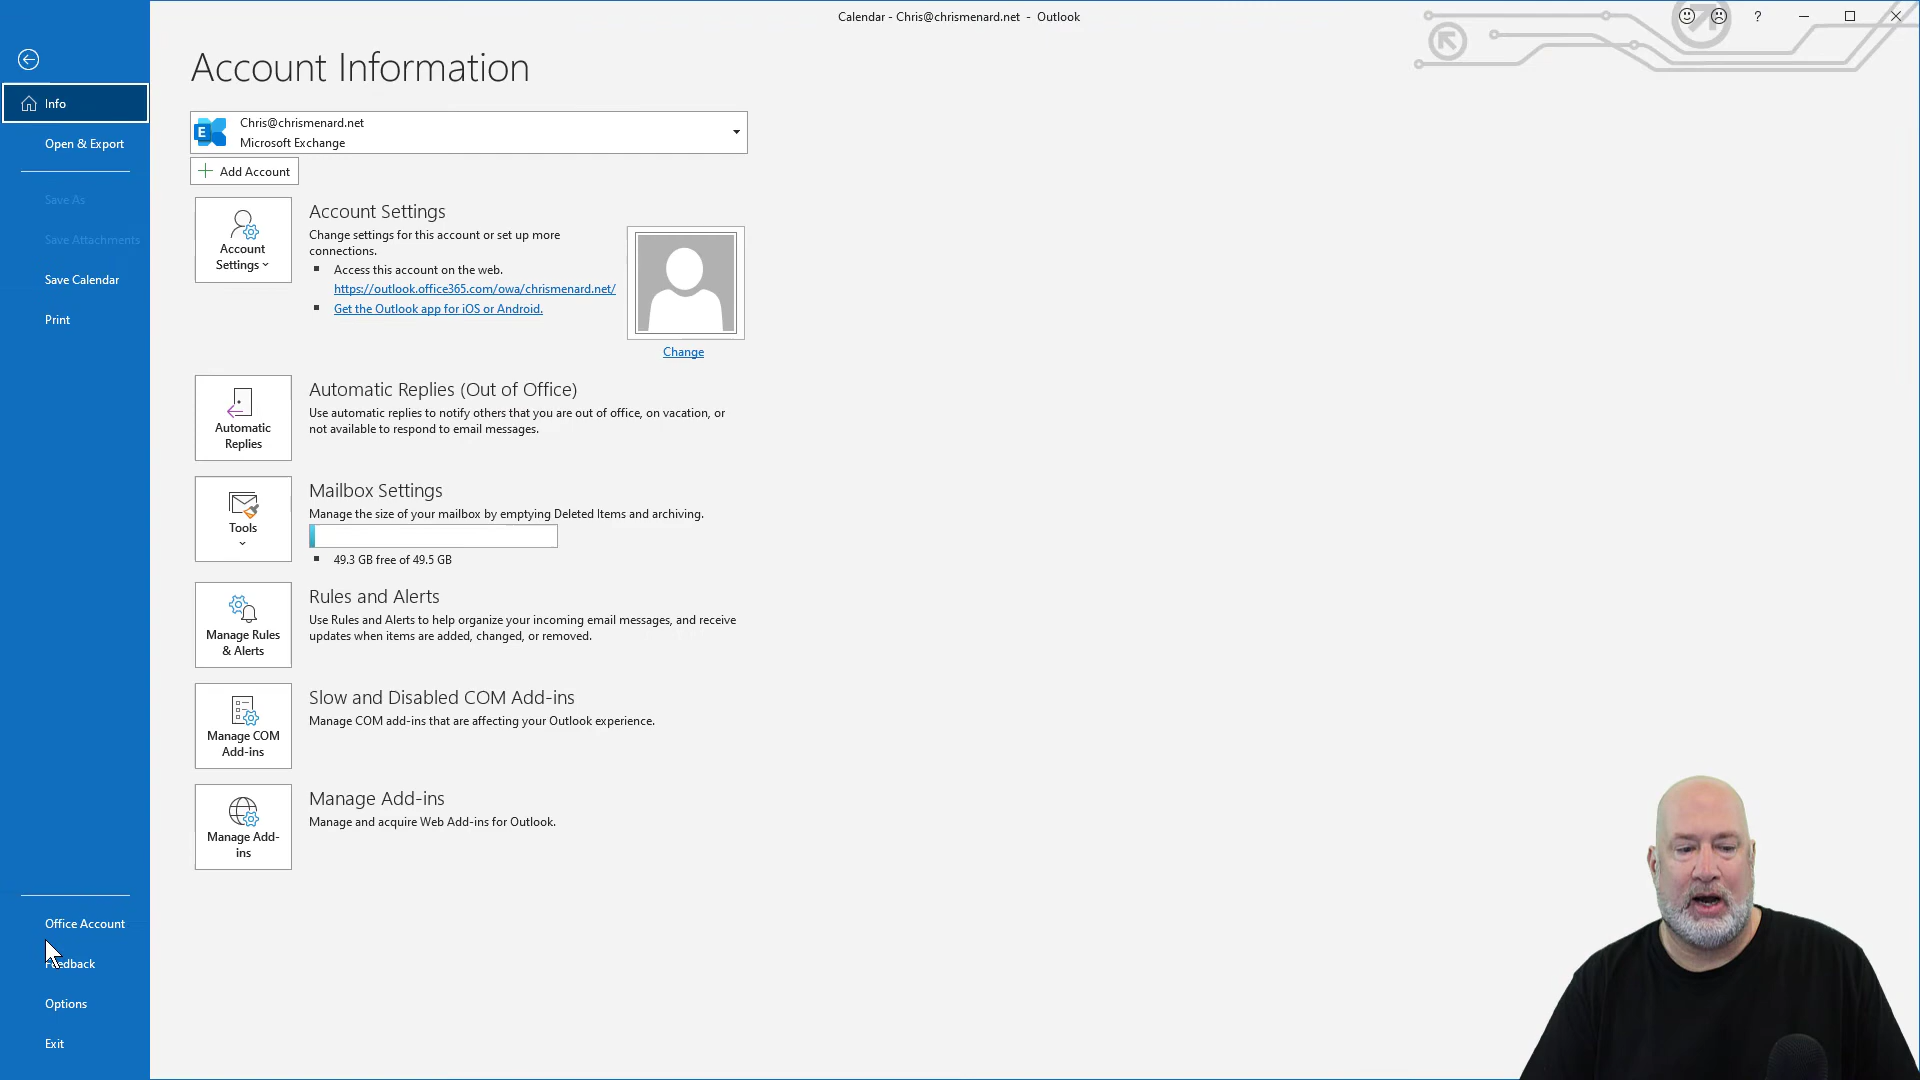 Calendar - Chris@chrismenard.net - Outlook
?
Account Information
Info
Open & Export
Save As
Save Attachments
Save Calendar
Print
Office Account
Feedback
Options
Exit
E
Chris@chrismenard.net
Microsoft Exchange
Add Account
Account
Settings
Account Settings
Change settings for this account or set up more
connections.
Access this account on the web.
https://outlook.office365.com/owa/chrismenard.net/
Get the Outlook app for iOS or Android.
Change
Automatic
Replies
Automatic Replies (Out of Office)
Use automatic replies to notify others that you are out of office, on vacation, or
not available to respond to email messages.
Tools
Mailbox Settings
Manage the size of your mailbox by emptying Deleted Items and archiving.
49.3 GB free of 49.5 GB
Manage Rules
& Alerts
Rules and Alerts
Use Rules and Alerts to help organize your incoming email messages, and receive
updates when items are added, changed, or removed.
Manage COM
Add-ins
Slow and Disabled COM Add-ins
Manage COM add-ins that are affecting your Outlook experience.
Manage Add-
ins
Manage Add-ins
Manage and acquire Web Add-ins for Outlook.